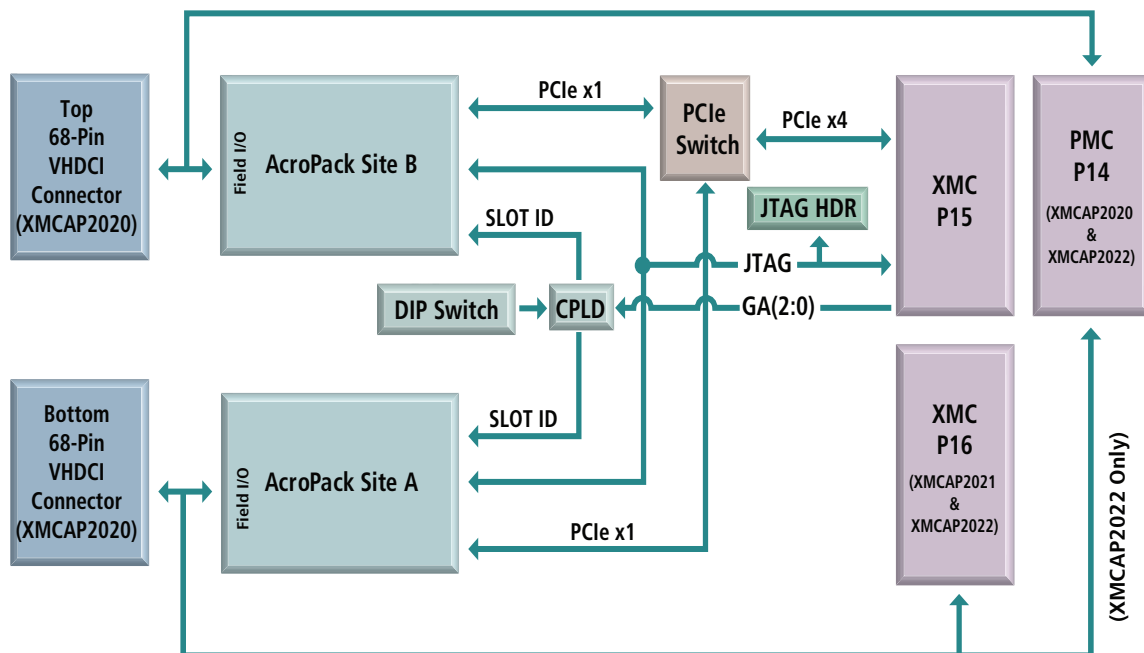 Top
68-Pin
VHDCI
Connector
(XMCAP2020)
Field I/O
AcroPack Site B
PCIe x1
PCIe
Switch
PCIe x4
XMC
P15
PMC
P14
(XMCAP2020
&
XMCAP2022)
JTAG HDR
SLOT ID
JTAG
DIP Switch
CPLD
GA(2:0)
Bottom
68-Pin
VHDCI
Connector
(XMCAP2020)
Field I/O
AcroPack Site A
SLOT ID
PCIe x1
XMC
P16
(XMCAP2021
&
XMCAP2022)
(XMCAP2022 Only)